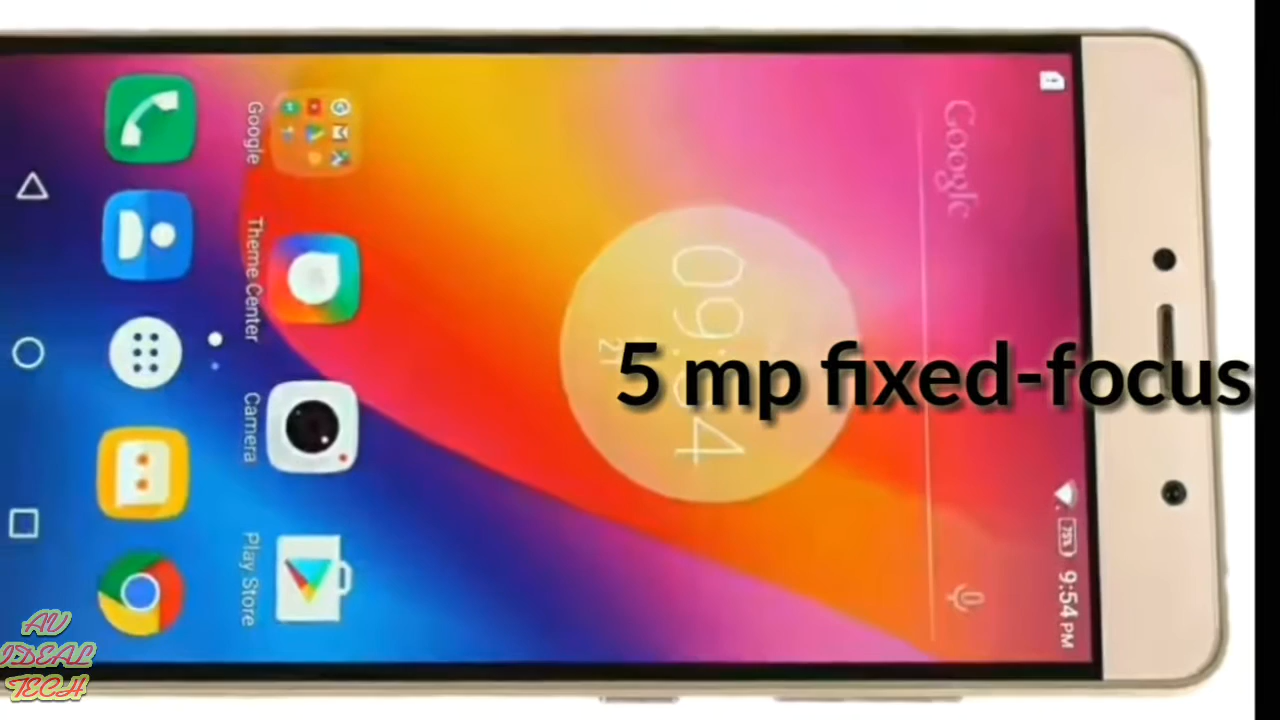 5 mp fixed-focus
Google
09:54
9:54 PM
75%
Google
Theme Center
Camera
Play Store
AV
IDEAL
TECH